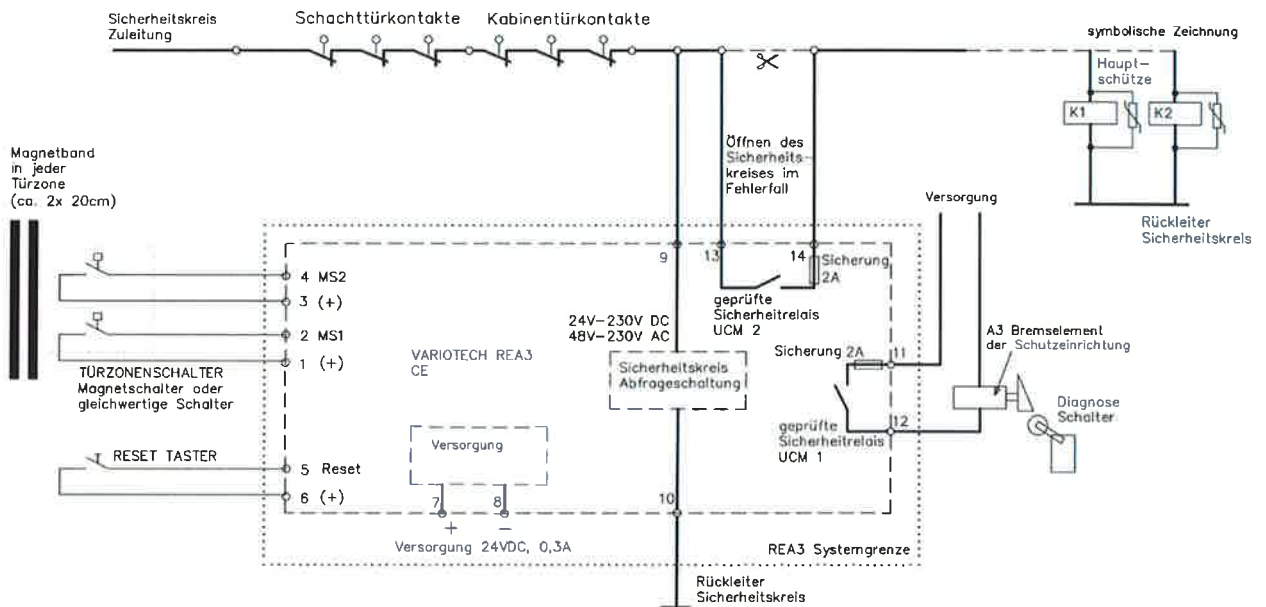 Sicherheitskreis
Zuleitung
Schachttürkontakte
Kabinentürkontakte
symbolische Zeichnung
Haupt-
schütze
K1
K2
Öffnen des
Sicherheits-
kreises im
Fehlerfall
Magnetband
in jeder
Türzone
(ca. 2x 20cm)
Versorgung
Rückleiter
Sicherheitskreis
9
13
14
Sicherung
2A
4 MS2
3 (+)
geprüfte
Sicherheitrelais
UCM 2
24V-230V DC
48V-230V AC
2 MS1
1 (+)
VARIOTECH REA3
CE
Sicherheitskreis
Abfrageschaltung
Sicherung 2A
11
A3 Bremselement
der Schutzeinrichtung
TÜRZONENSCHALTER
Magnetschalter oder
gleichwertige Schalter
Diagnose
Schalter
12
geprüfte
Sicherheitrelais
UCM 1
Versorgung
RESET TASTER
5 Reset
6 (+)
7
8
10
+
−
Versorgung 24VDC, 0,3A
REA3 Systemgrenze
Rückleiter
Sicherheitskreis